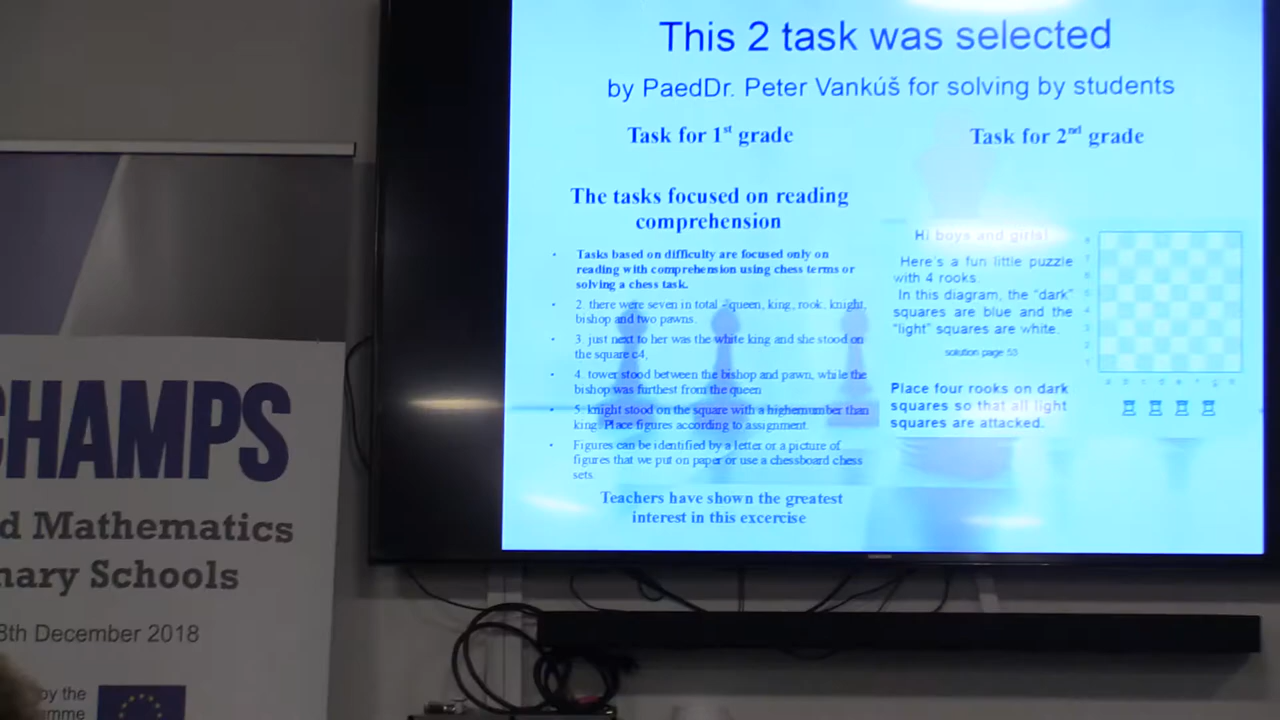 This 2 task was selected
by PaedDr. Peter Vankúš for solving by students
Task for 1st grade
The tasks focused on reading
comprehension
Tasks based on difficulty are focused only on
reading with comprehension using chess terms or
solving a chess task.
2. there were seven in total - queen, king, rook, knight,
bishop and two pawns.
3. just next to her was the white king and she stood on
the square c4,
4. tower stood between the bishop and pawn, while the
bishop was furthest from the queen
5. knight stood on the square with a highernumber than
king. Place figures according to assignment.
Figures can be identified by a letter or a picture of
figures that we put on paper or use a chessboard chess
sets.
Teachers have shown the greatest
interest in this excercise
Task for 2nd grade
Hi boys and girls!
Here's a fun little puzzle
with 4 rooks.
In this diagram, the "dark"
squares are blue and the
"light" squares are white.
solution page 53
Place four rooks on dark
squares so that all light
squares are attacked.
CHAMPS
d Mathematics
nary Schools
8th December 2018
by the
mme